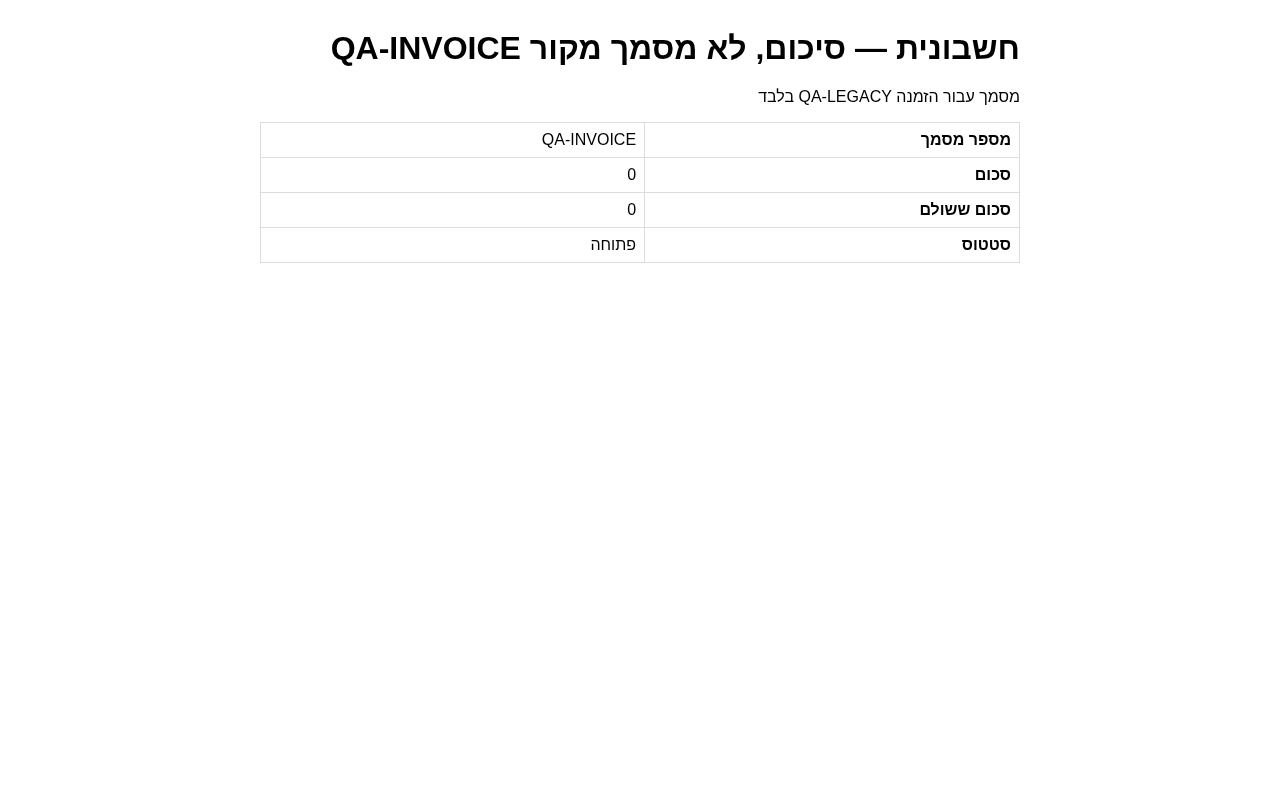 חשבונית — סיכום, לא מסמך מקור QA-INVOICE
מסמך עבור הזמנה QA-LEGACY בלבד
מספר מסמך QA-INVOICE
סכום 0
סכום ששולם 0
סטטוס פתוחה